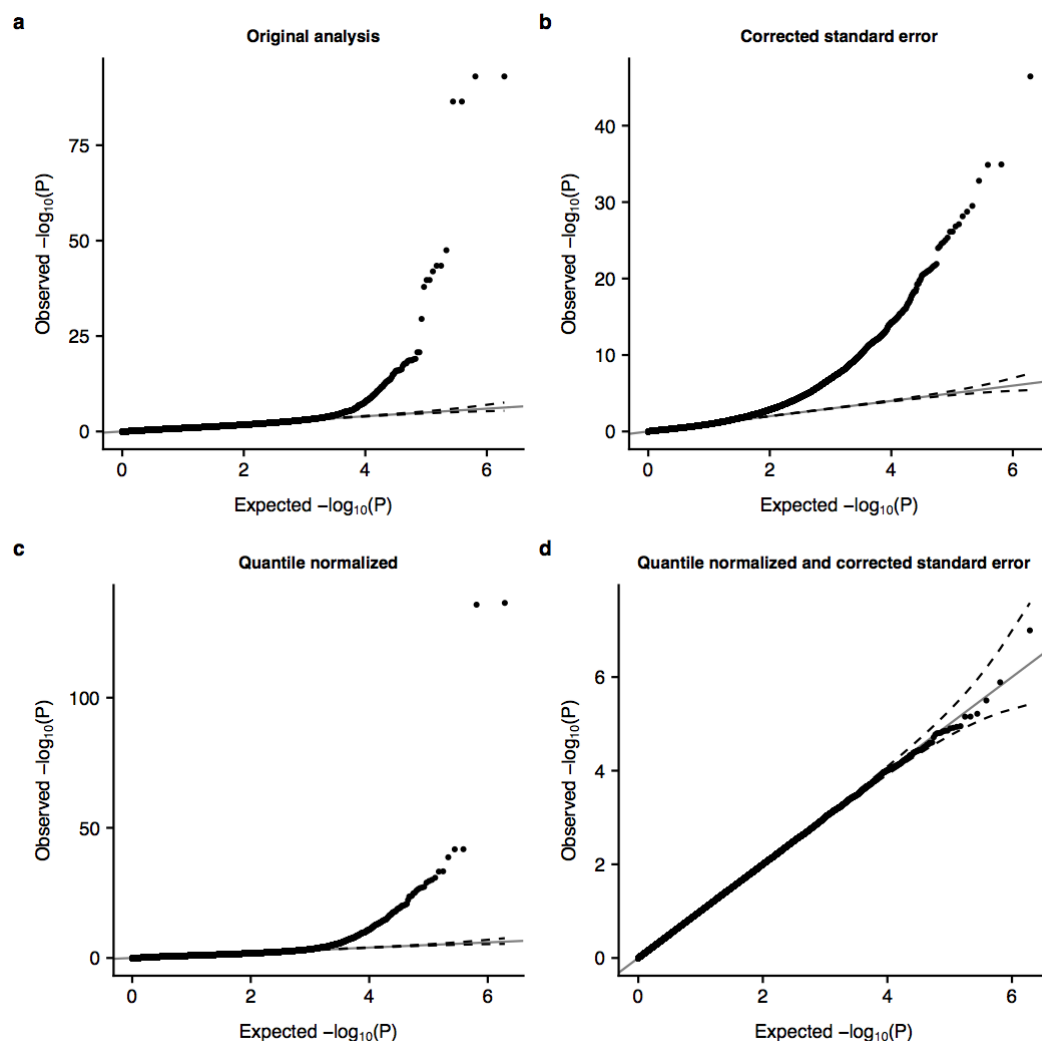 a
Original analysis
Observed −log10(P)
75
50
25
0
0 2 4 6
Expected −log10(P)
b
Corrected standard error
Observed −log10(P)
40
30
20
10
0
0 2 4 6
Expected −log10(P)
c
Quantile normalized
Observed −log10(P)
100
50
0
0 2 4 6
Expected −log10(P)
d
Quantile normalized and corrected standard error
Observed −log10(P)
6
4
2
0
0 2 4 6
Expected −log10(P)